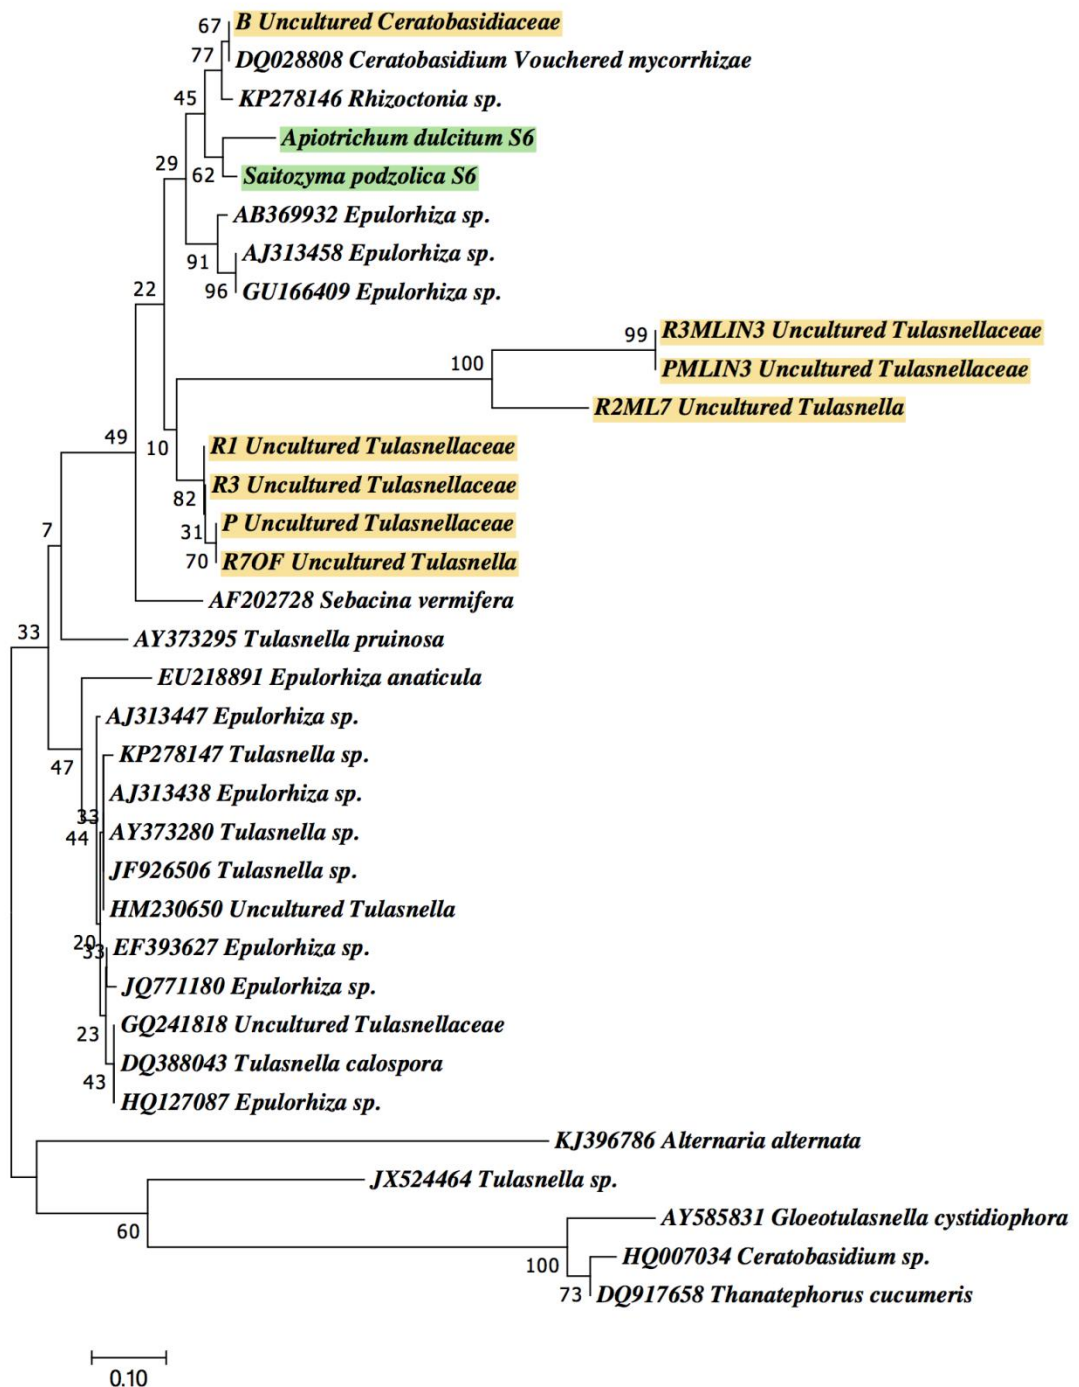 67
B Uncultured Ceratobasidiaceae
77
DQ028808 Ceratobasidium Vouchered mycorrhizae
45
KP278146 Rhizoctonia sp.
Apiotrichum dulcitum S6
29
62
Saitozyma podzolica S6
AB369932 Epulorhiza sp.
91
AJ313458 Epulorhiza sp.
22
96
GU166409 Epulorhiza sp.
99
R3MLIN3 Uncultured Tulasnellaceae
100
PMLIN3 Uncultured Tulasnellaceae
R2ML7 Uncultured Tulasnella
49
10
R1 Uncultured Tulasnellaceae
82
R3 Uncultured Tulasnellaceae
7
31
P Uncultured Tulasnellaceae
70
R7OF Uncultured Tulasnella
AF202728 Sebacina vermifera
33
AY373295 Tulasnella pruinosa
EU218891 Epulorhiza anaticula
AJ313447 Epulorhiza sp.
47
KP278147 Tulasnella sp.
AJ313438 Epulorhiza sp.
33
44
AY373280 Tulasnella sp.
JF926506 Tulasnella sp.
HM230650 Uncultured Tulasnella
20
33
EF393627 Epulorhiza sp.
JQ771180 Epulorhiza sp.
23
GQ241818 Uncultured Tulasnellaceae
DQ388043 Tulasnella calospora
43
HQ127087 Epulorhiza sp.
KJ396786 Alternaria alternata
JX524464 Tulasnella sp.
60
AY585831 Gloeotulasnella cystidiophora
100
HQ007034 Ceratobasidium sp.
73
DQ917658 Thanatephorus cucumeris
0.10